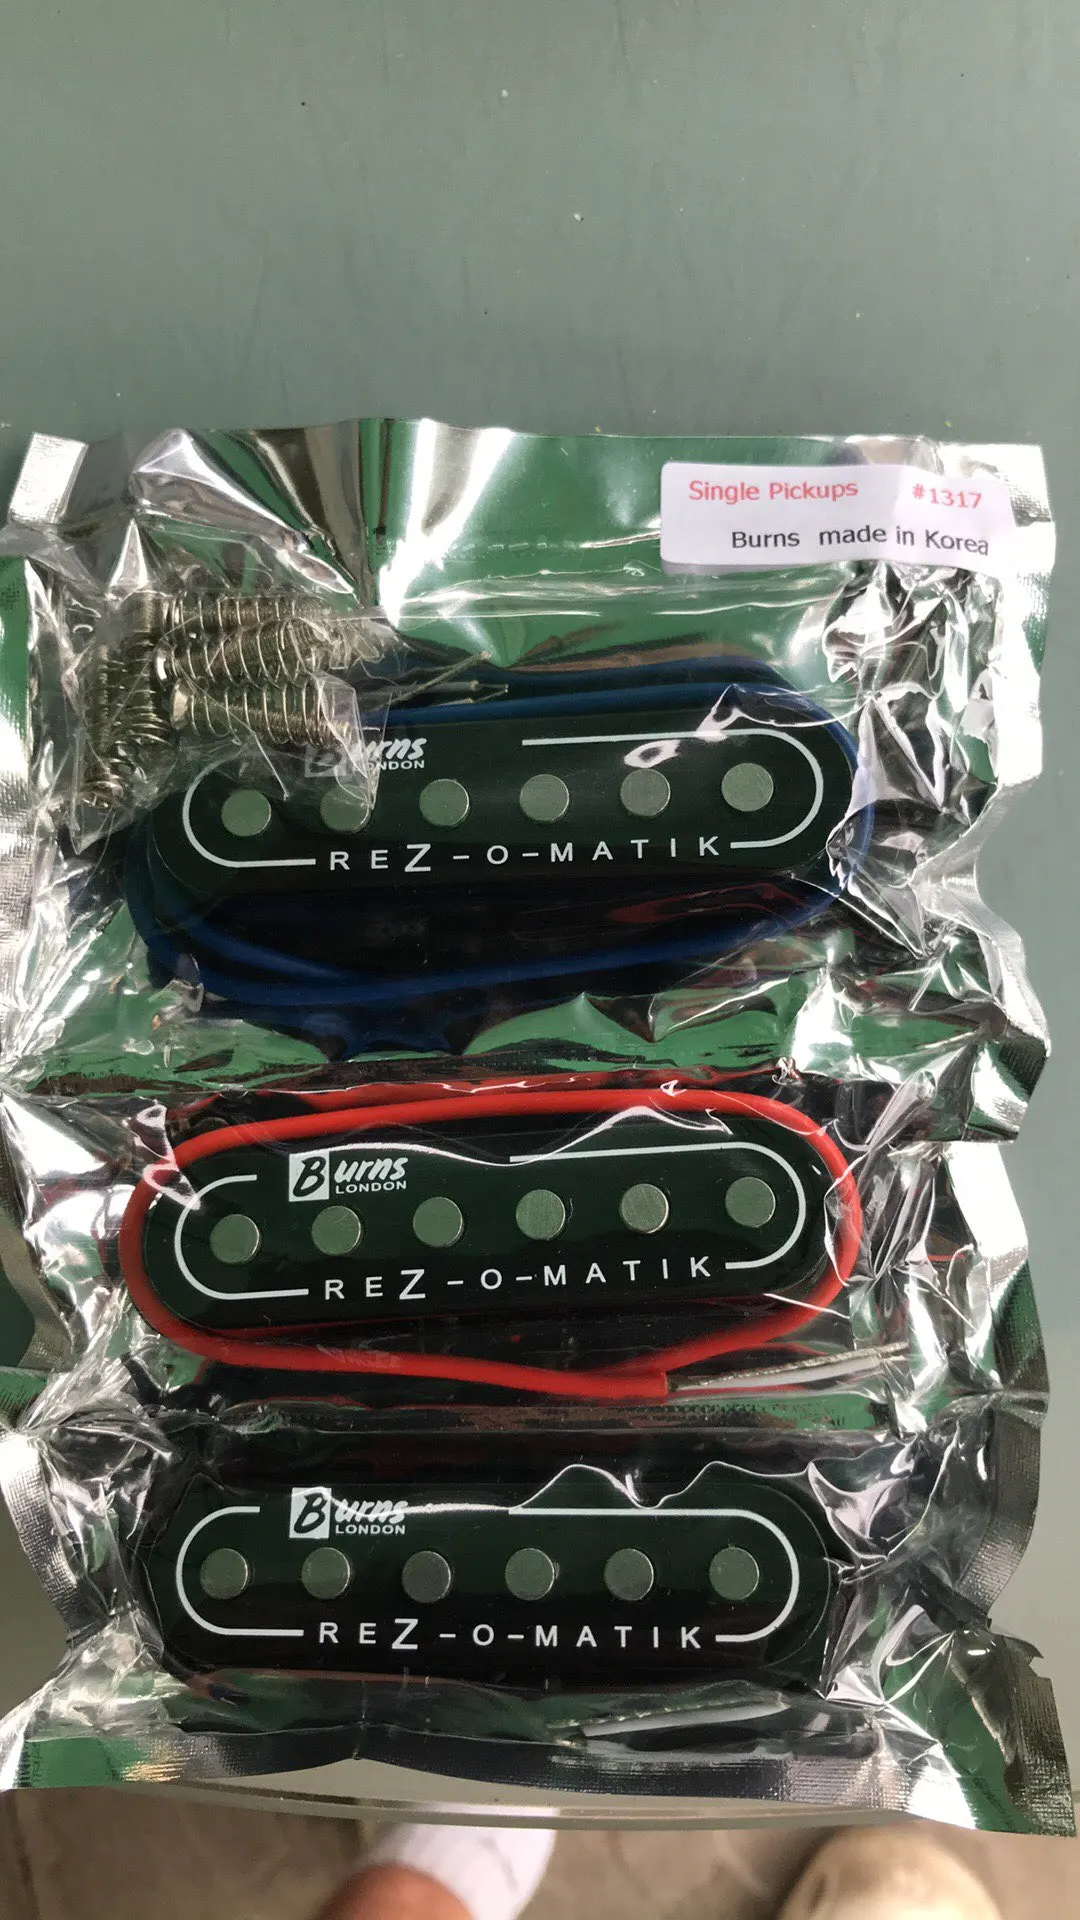 Single Pickups #1317
Burns made in Korea
Burns
LONDON
REZ-O-MATIK
Burns
LONDON
REZ-O-MATIK
Burns
LONDON
REZ-O-MATIK